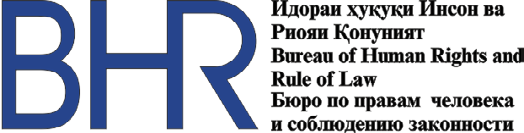 BHR
Идораи ҳуқуқи Инсон ва
Риояи Қонуният
Bureau of Human Rights and
Rule of Law
Бюро по правам человека
и соблюдению законности